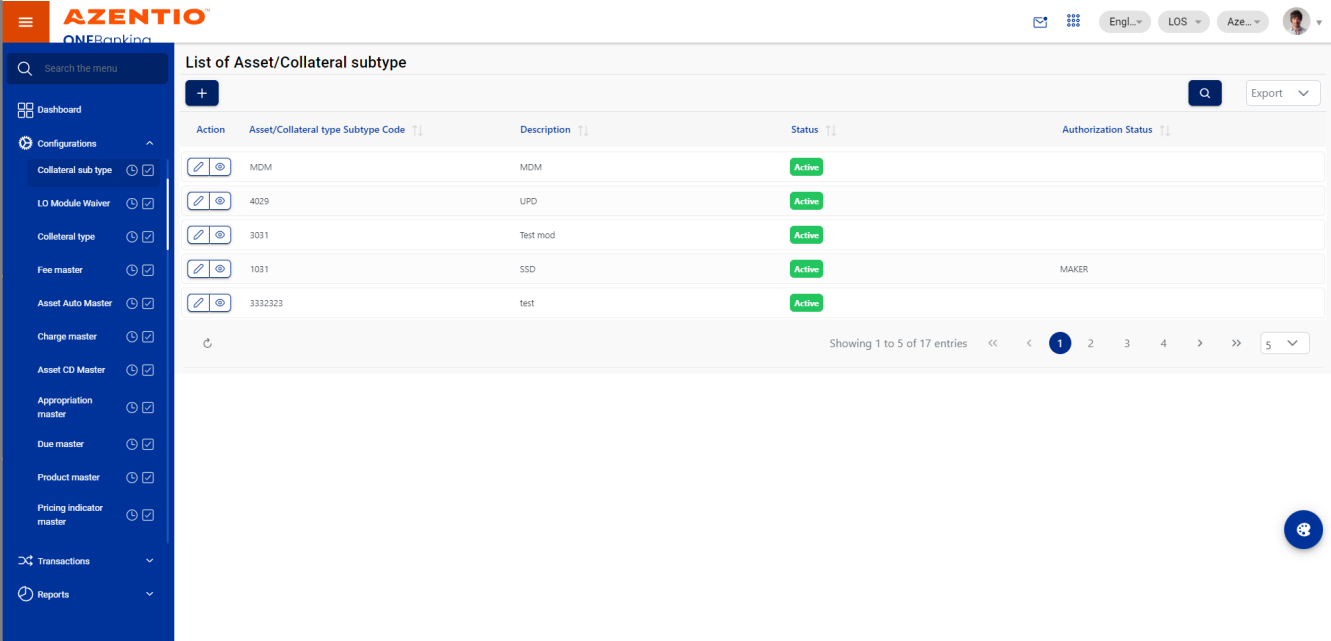 AZENTIO
ONEBanking
Engl...
LOS
Aze...
Search the menu
Dashboard
Configurations
Collateral sub type
LO Module Waiver
Colleteral type
Fee master
Asset Auto Master
Charge master
Asset CD Master
Appropriation
master
Due master
Product master
Pricing indicator
master
Transactions
Reports
List of Asset/Collateral subtype
+
Export
Action Asset/Collateral type Subtype Code Description Status Authorization Status
MDM MDM Active
4029 UPD Active
3031 Test mod Active
1031 SSD Active MAKER
3332323 test Active
Showing 1 to 5 of 17 entries << < 1 2 3 4 > >> 5